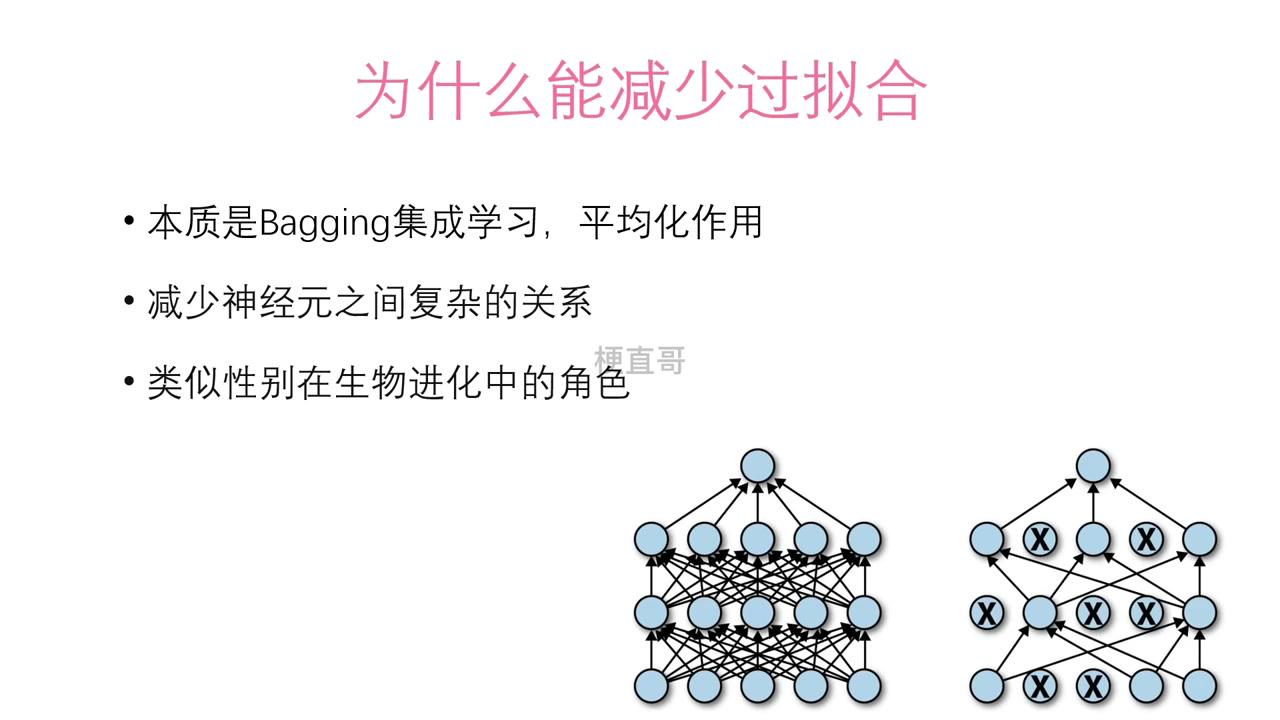 为什么能减少过拟合
• 本质是Bagging集成学习，平均化作用
• 减少神经元之间复杂的关系
梗直哥
• 类似性别在生物进化中的角色
X X
X X X
X X